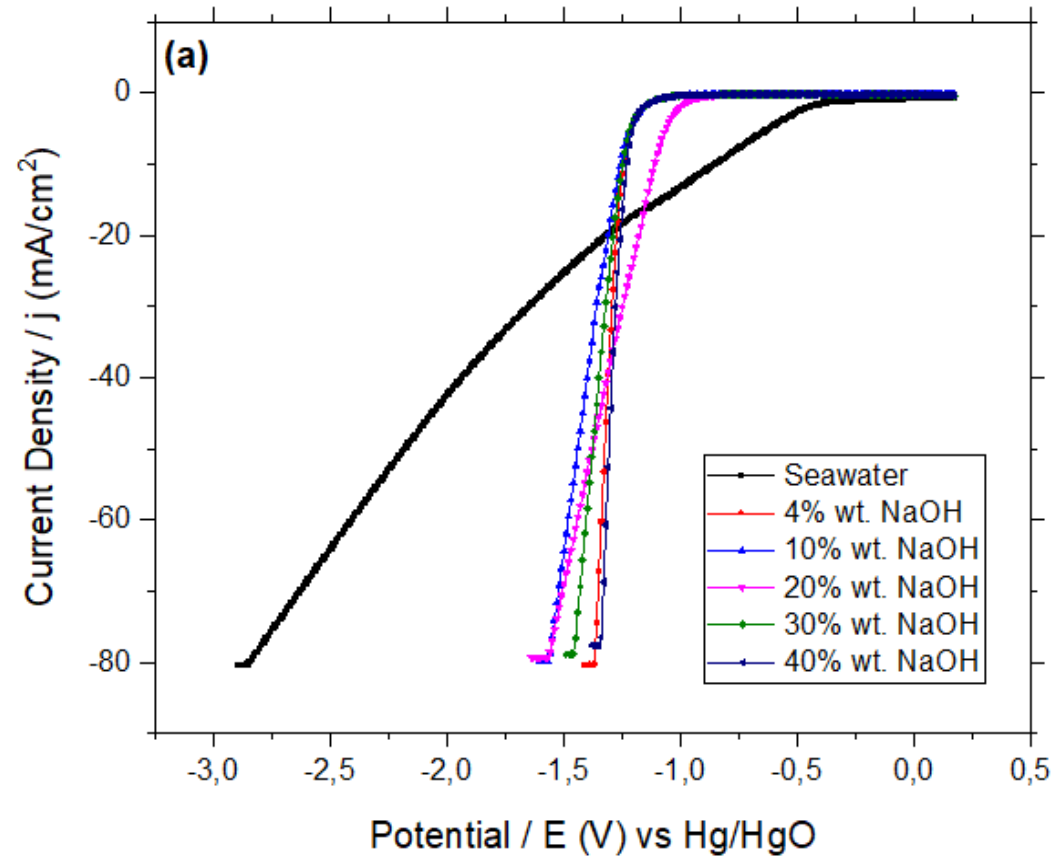 (a)
0
-20
-40
-60
-80
Current Density / j (mA/cm²)
Seawater
4% wt. NaOH
10% wt. NaOH
20% wt. NaOH
30% wt. NaOH
40% wt. NaOH
-3,0 -2,5 -2,0 -1,5 -1,0 -0,5 0,0 0,5
Potential / E (V) vs Hg/HgO